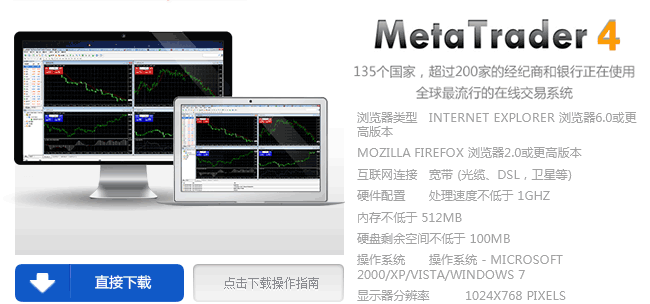 MetaTrader 4
135个国家，超过200家的经纪商和银行正在使用
全球最流行的在线交易系统
浏览器类型 INTERNET EXPLORER 浏览器6.0或更
高版本
MOZILLA FIREFOX 浏览器2.0或更高版本
互联网连接 宽带 (光缆、DSL，卫星等)
硬件配置 处理速度不低于 1GHZ
内存不低于 512MB
硬盘剩余空间不低于 100MB
操作系统 操作系统 - MICROSOFT
2000/XP/VISTA/WINDOWS 7
显示器分辨率 1024X768 PIXELS
直接下载
点击下载操作指南